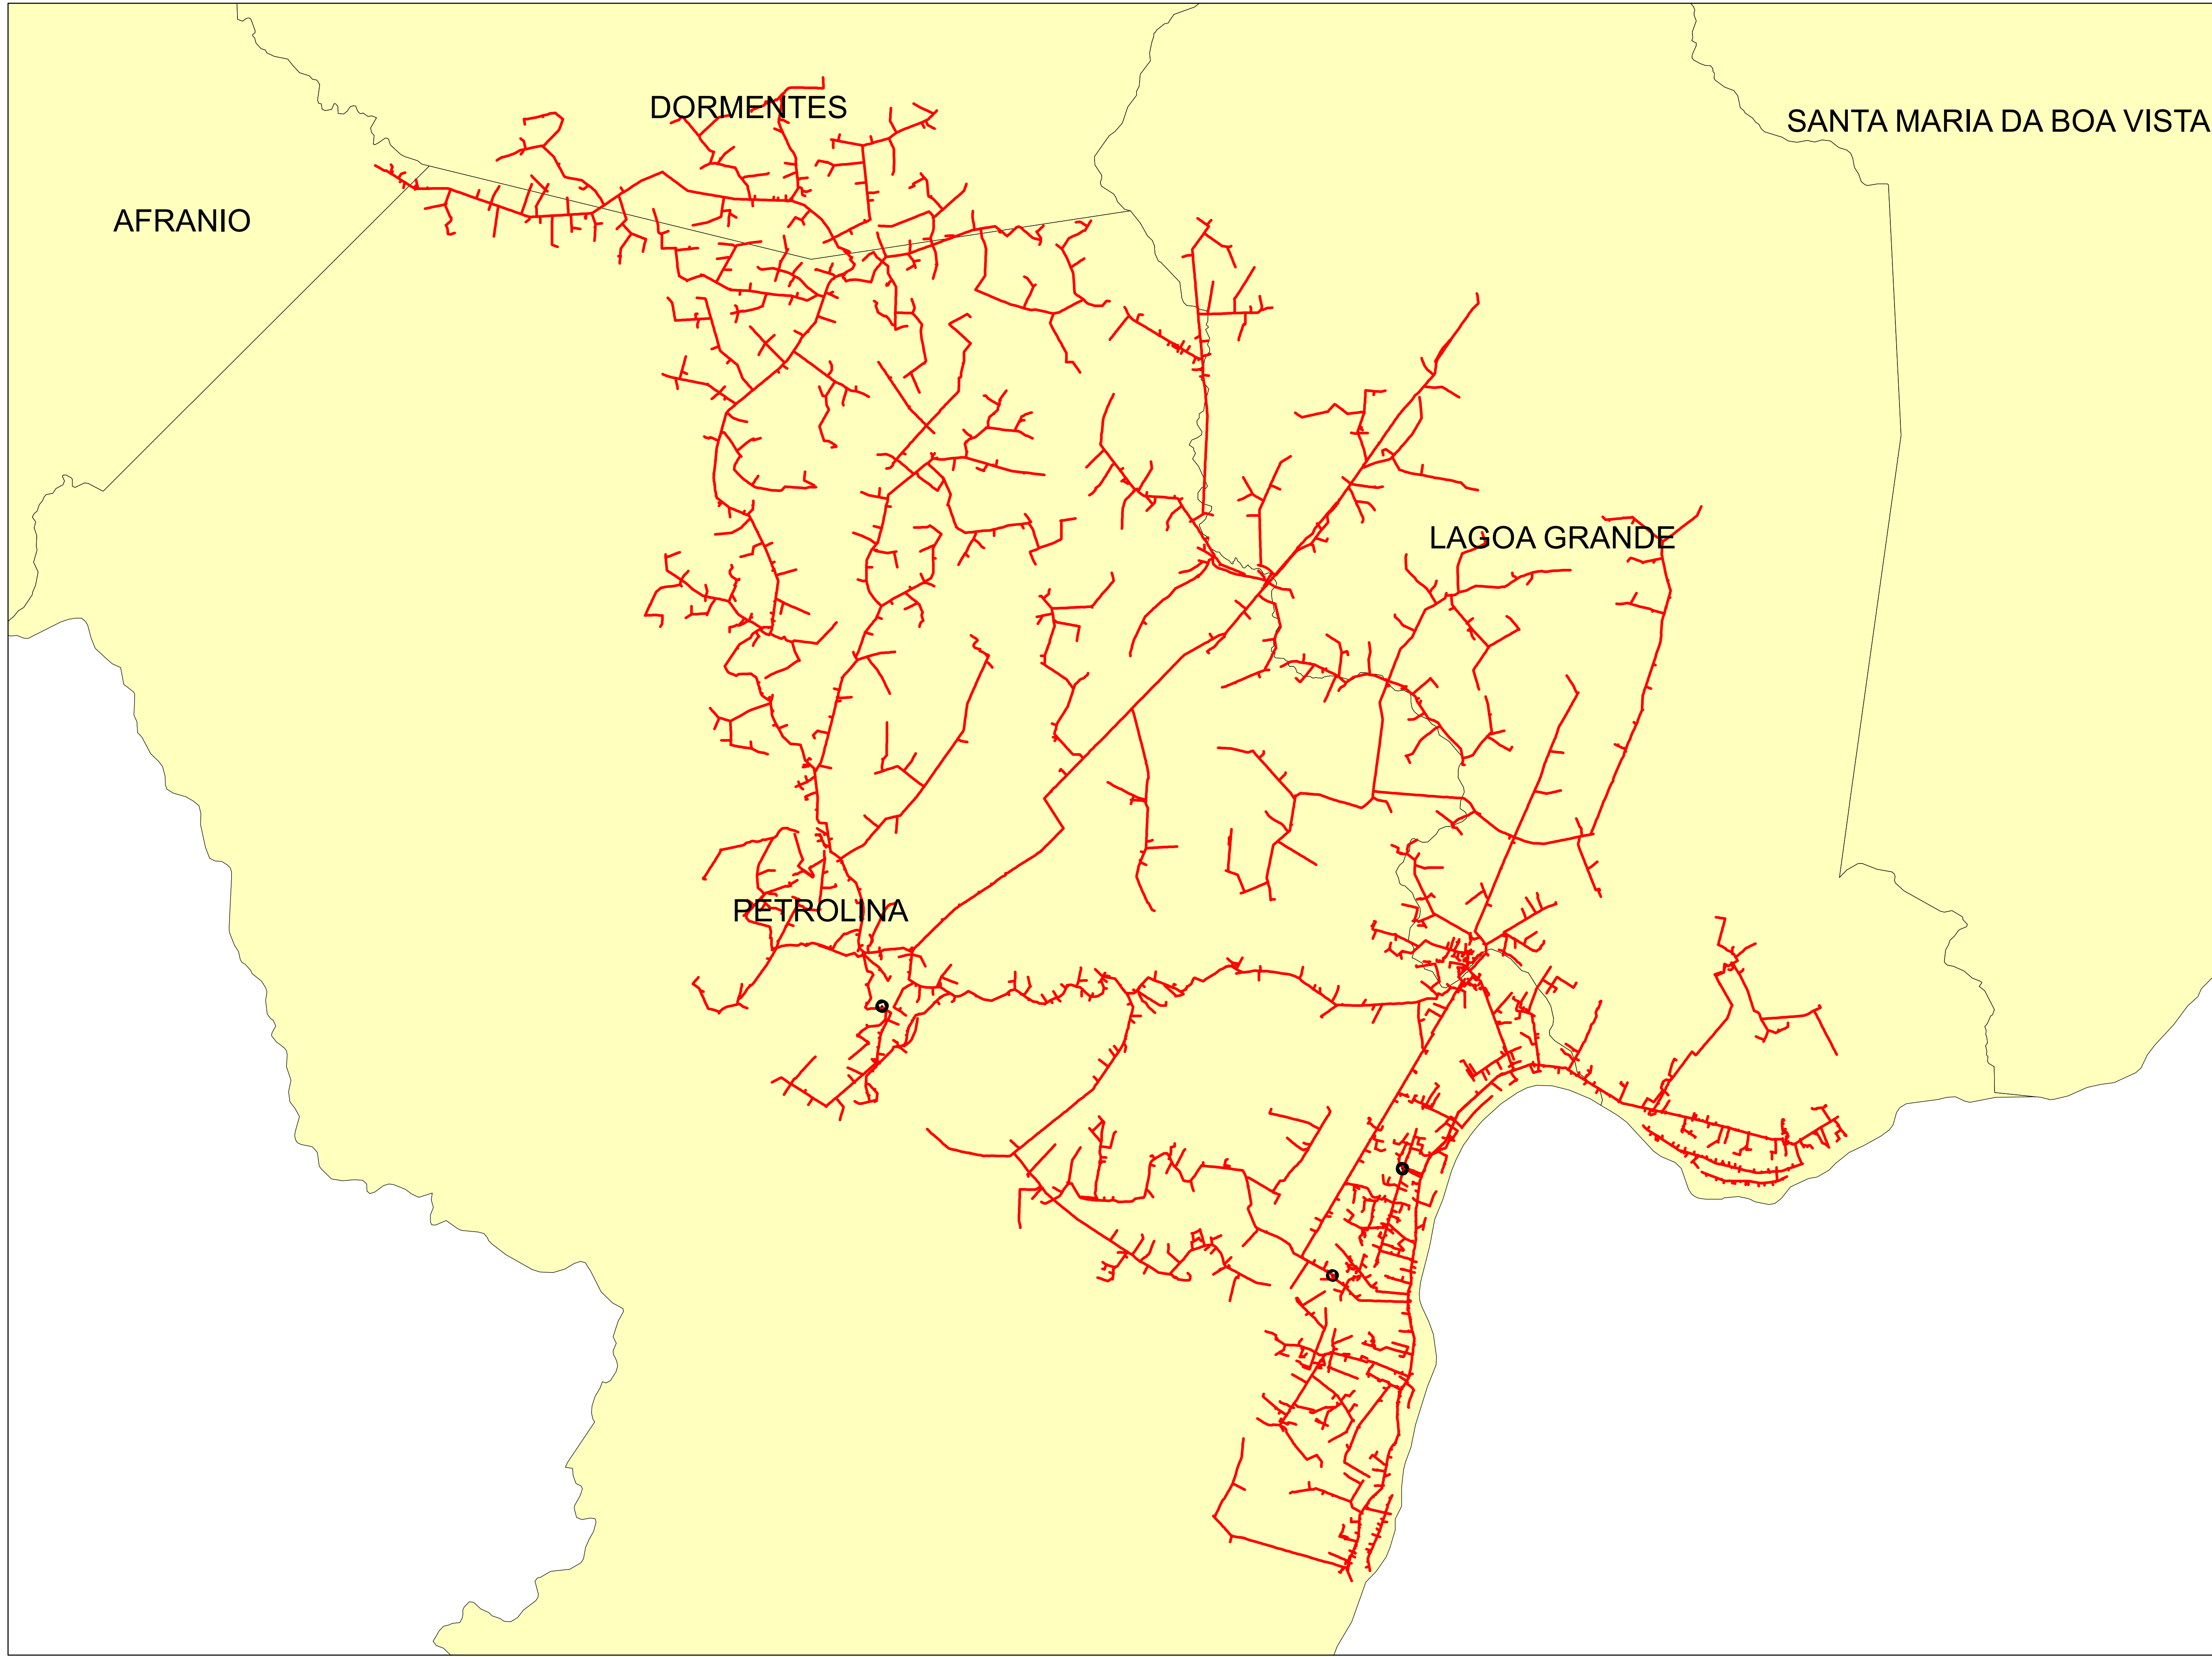 DORMENTES
SANTA MARIA DA BOA VISTA
AFRANIO
LAGOA GRANDE
PETROLINA